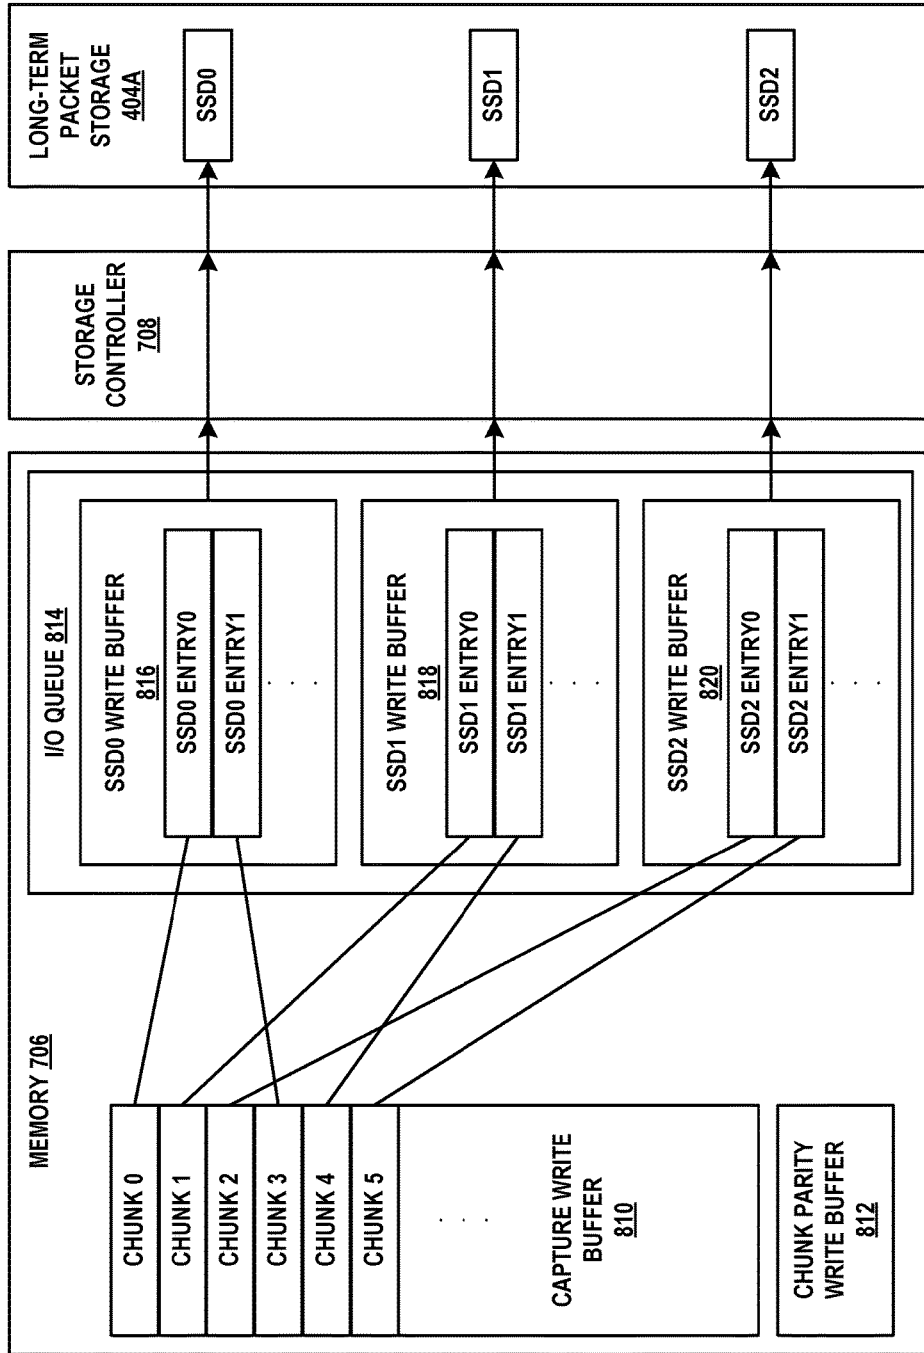 MEMORY 706
CHUNK 0
CHUNK 1
CHUNK 2
CHUNK 3
CHUNK 4
CHUNK 5
. . .
CAPTURE WRITE
BUFFER
810
CHUNK PARITY
WRITE BUFFER
812
I/O QUEUE 814
SSD0 WRITE BUFFER
816
SSD0 ENTRY0
SSD0 ENTRY1
. . .
SSD1 WRITE BUFFER
818
SSD1 ENTRY0
SSD1 ENTRY1
. . .
SSD2 WRITE BUFFER
820
SSD2 ENTRY0
SSD2 ENTRY1
. . .
STORAGE
CONTROLLER
708
LONG-TERM
PACKET
STORAGE
404A
SSD0
SSD1
SSD2